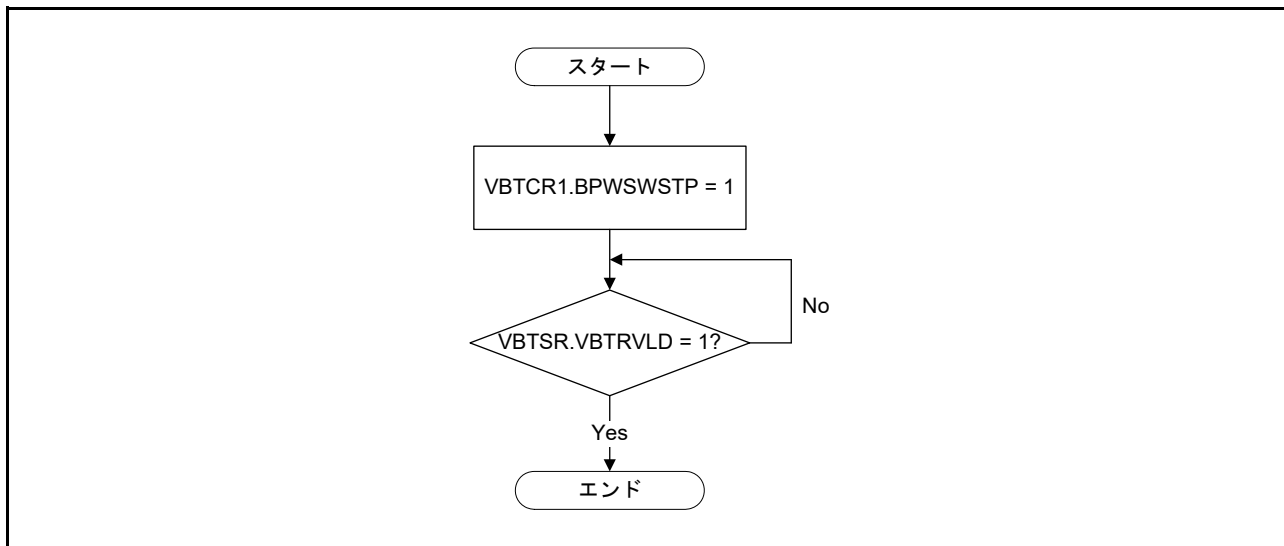 スタート
VBTCR1.BPWSWSTP = 1
VBTSR.VBTRVLD = 1?
No
Yes
エンド